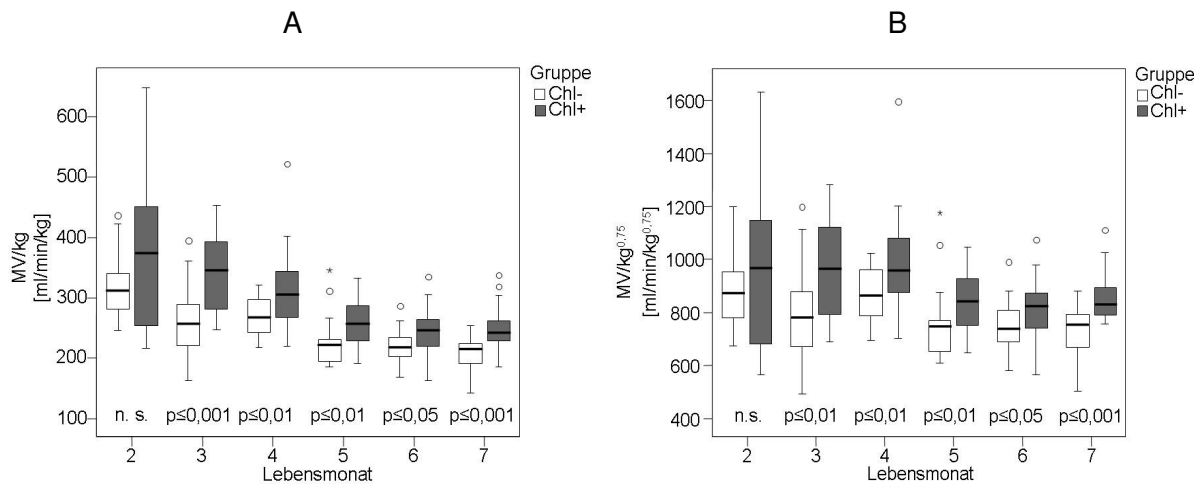 A
Gruppe
Chl-
Chl+
600
500
400
300
200
100
MV/kg
[ml/min/kg]
n. s. p≤0,001 p≤0,01 p≤0,01 p≤0,05 p≤0,001
2 3 4 5 6 7
Lebensmonat
B
Gruppe
Chl-
Chl+
1600
1400
1200
1000
800
600
400
MV/kg0,75
[ml/min/kg0,75]
n.s. p≤0,01 p≤0,01 p≤0,01 p≤0,05 p≤0,001
2 3 4 5 6 7
Lebensmonat